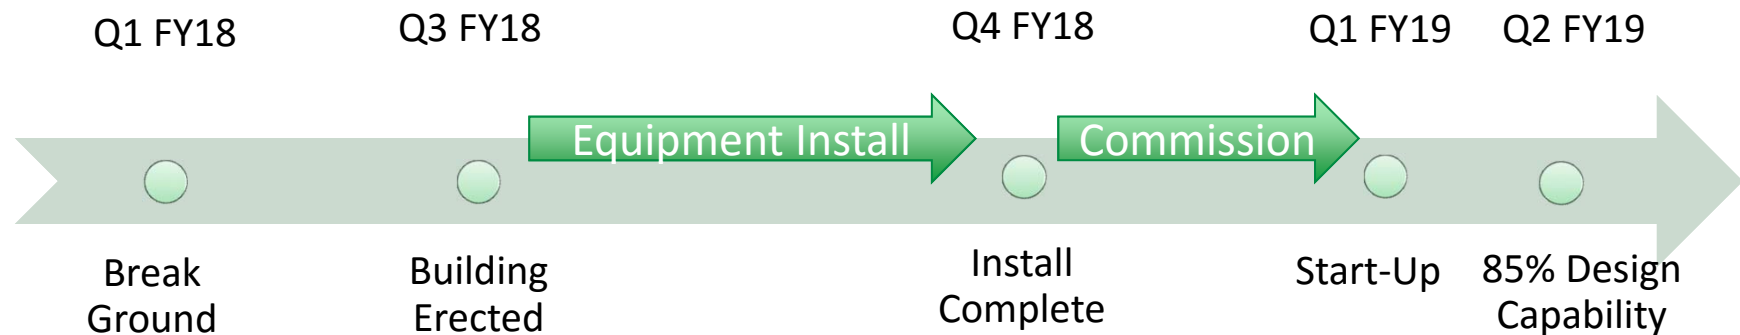 Q1 FY18
Q3 FY18
Q4 FY18
Q1 FY19
Q2 FY19
Equipment Install
Commission
Break
Ground
Building
Erected
Install
Complete
Start-Up
85% Design
Capability